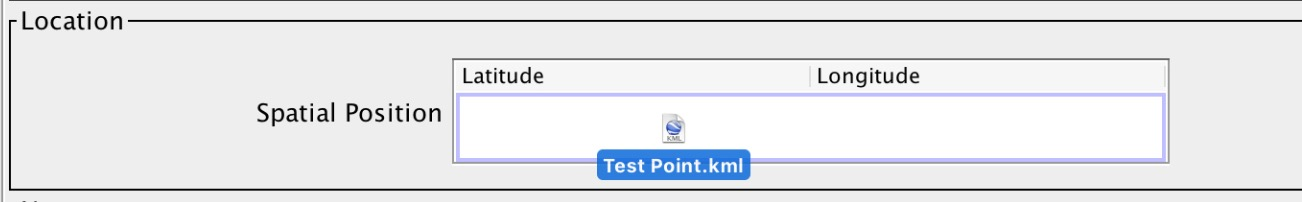 Location
Latitude Longitude
Spatial Position
KML
Test Point.kml